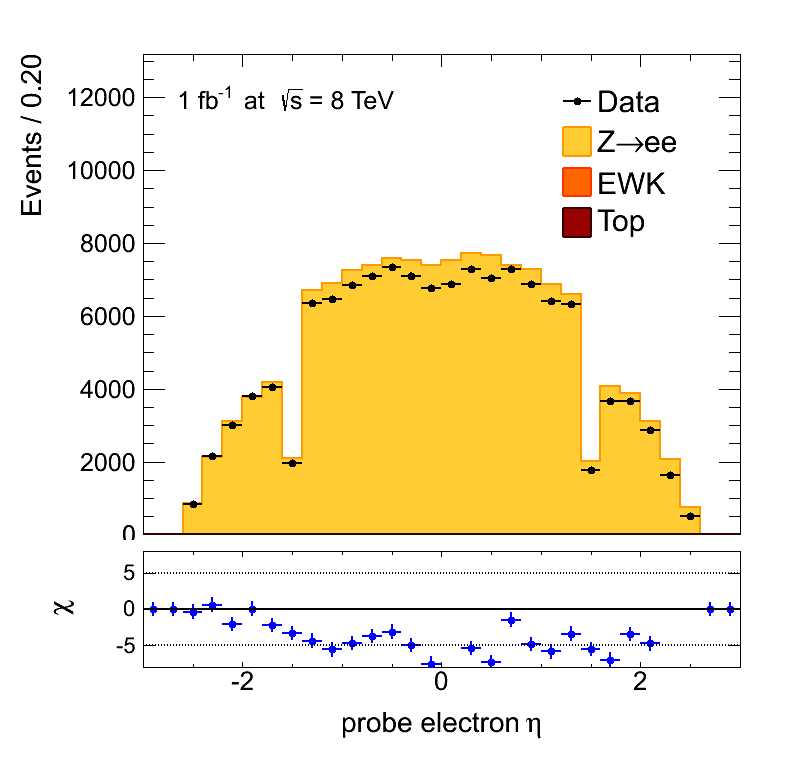 Events / 0.20
12000
10000
8000
6000
4000
2000
0
1 fb-1 at √s = 8 TeV
Data
Z→ee
EWK
Top
χ
5
0
-5
-2 0 2
probe electron η